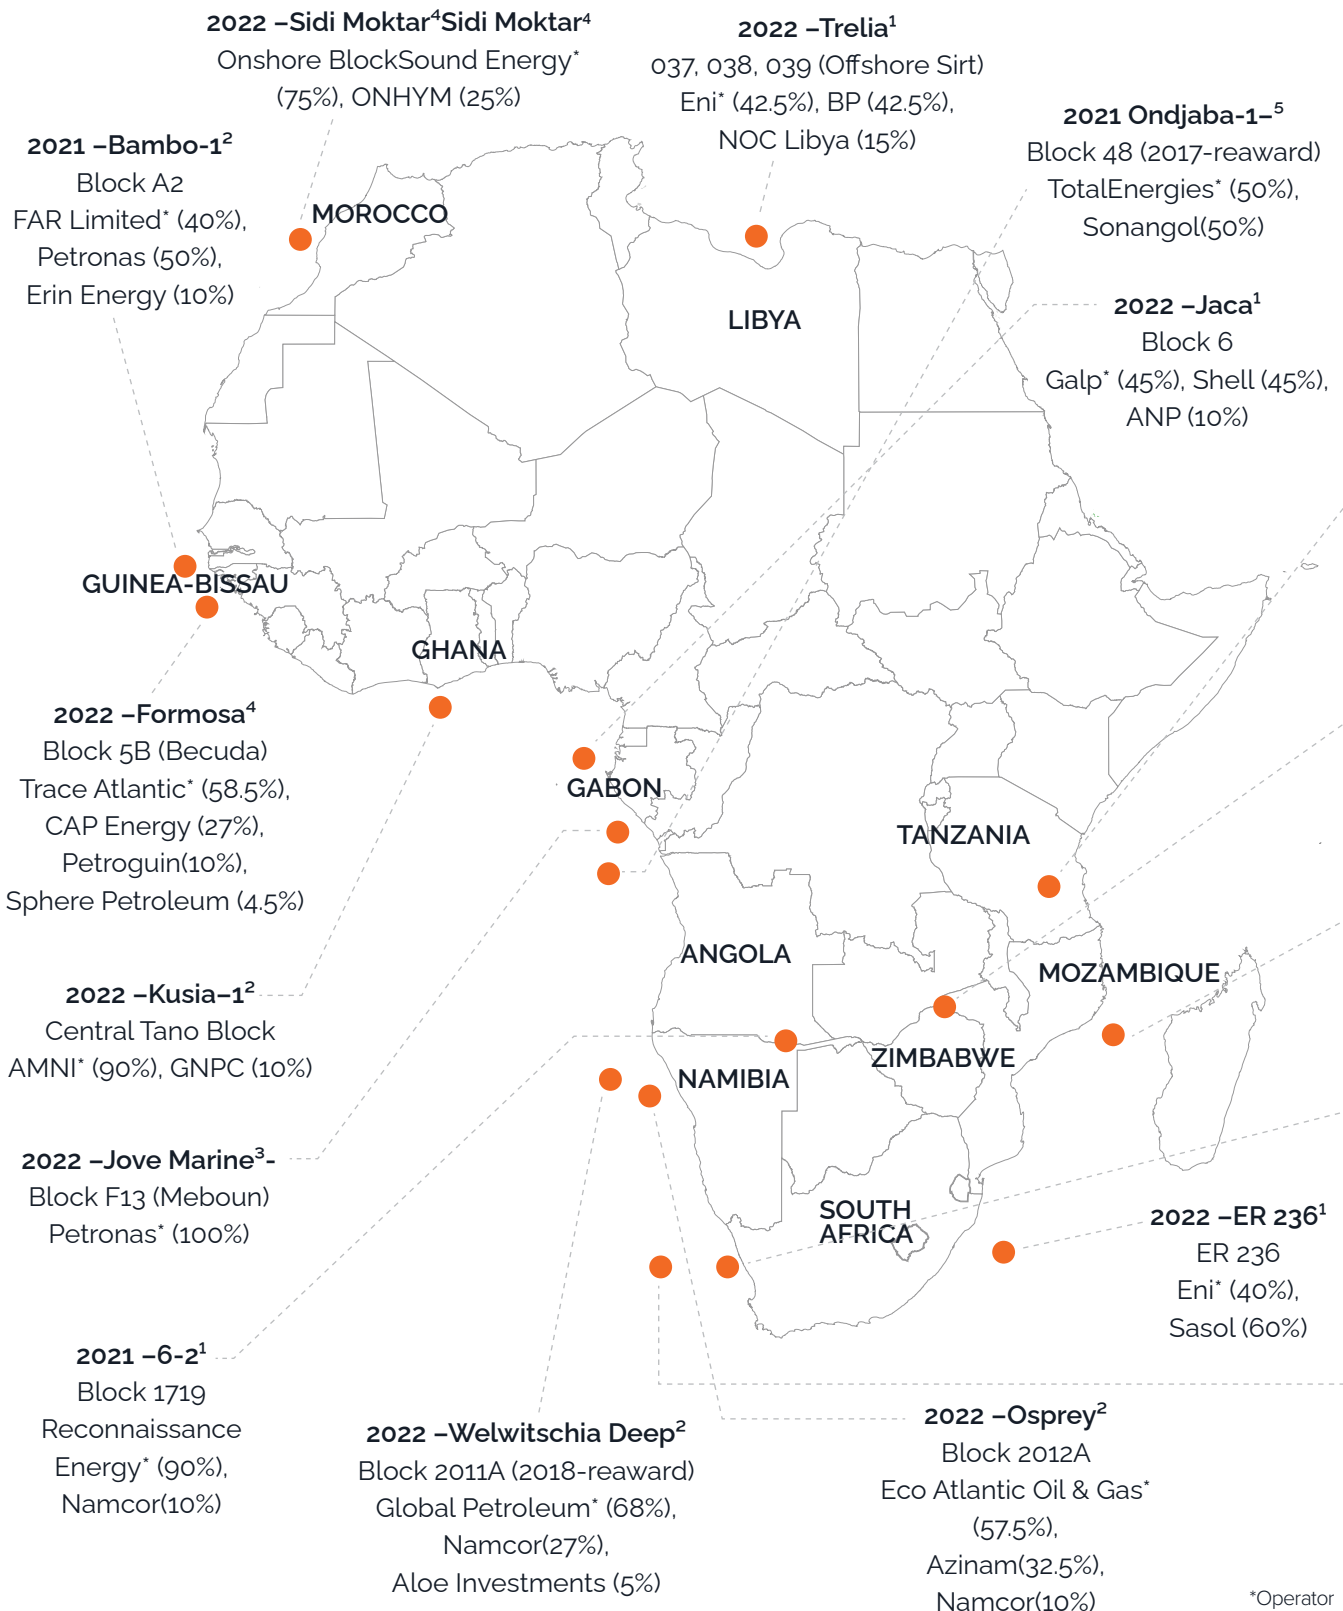 2022 –Sidi Moktar⁴Sidi Moktar⁴
Onshore BlockSound Energy*
(75%), ONHYM (25%)
2022 –Trelia¹
037, 038, 039 (Offshore Sirt)
Eni* (42.5%), BP (42.5%),
NOC Libya (15%)
2021 Ondjaba-1–⁵
Block 48 (2017-reaward)
TotalEnergies* (50%),
Sonangol(50%)
2021 –Bambo-1²
Block A2
FAR Limited* (40%),
Petronas (50%),
Erin Energy (10%)
MOROCCO
LIBYA
2022 –Jaca¹
Block 6
Galp* (45%), Shell (45%),
ANP (10%)
GUINEA-BISSAU
GHANA
2022 –Formosa⁴
Block 5B (Becuda)
Trace Atlantic* (58.5%),
CAP Energy (27%),
Petroguin(10%),
Sphere Petroleum (4.5%)
GABON
TANZANIA
ANGOLA
MOZAMBIQUE
2022 –Kusia–1²
Central Tano Block
AMNI* (90%), GNPC (10%)
ZIMBABWE
NAMIBIA
2022 –Jove Marine³-
Block F13 (Meboun)
Petronas* (100%)
SOUTH
AFRICA
2022 –ER 236¹
ER 236
Eni* (40%),
Sasol (60%)
2021 –6-2¹
Block 1719
Reconnaissance
Energy* (90%),
Namcor(10%)
2022 –Welwitschia Deep²
Block 2011A (2018-reaward)
Global Petroleum* (68%),
Namcor(27%),
Aloe Investments (5%)
2022 –Osprey²
Block 2012A
Eco Atlantic Oil & Gas*
(57.5%),
Azinam(32.5%),
Namcor(10%)
*Operator